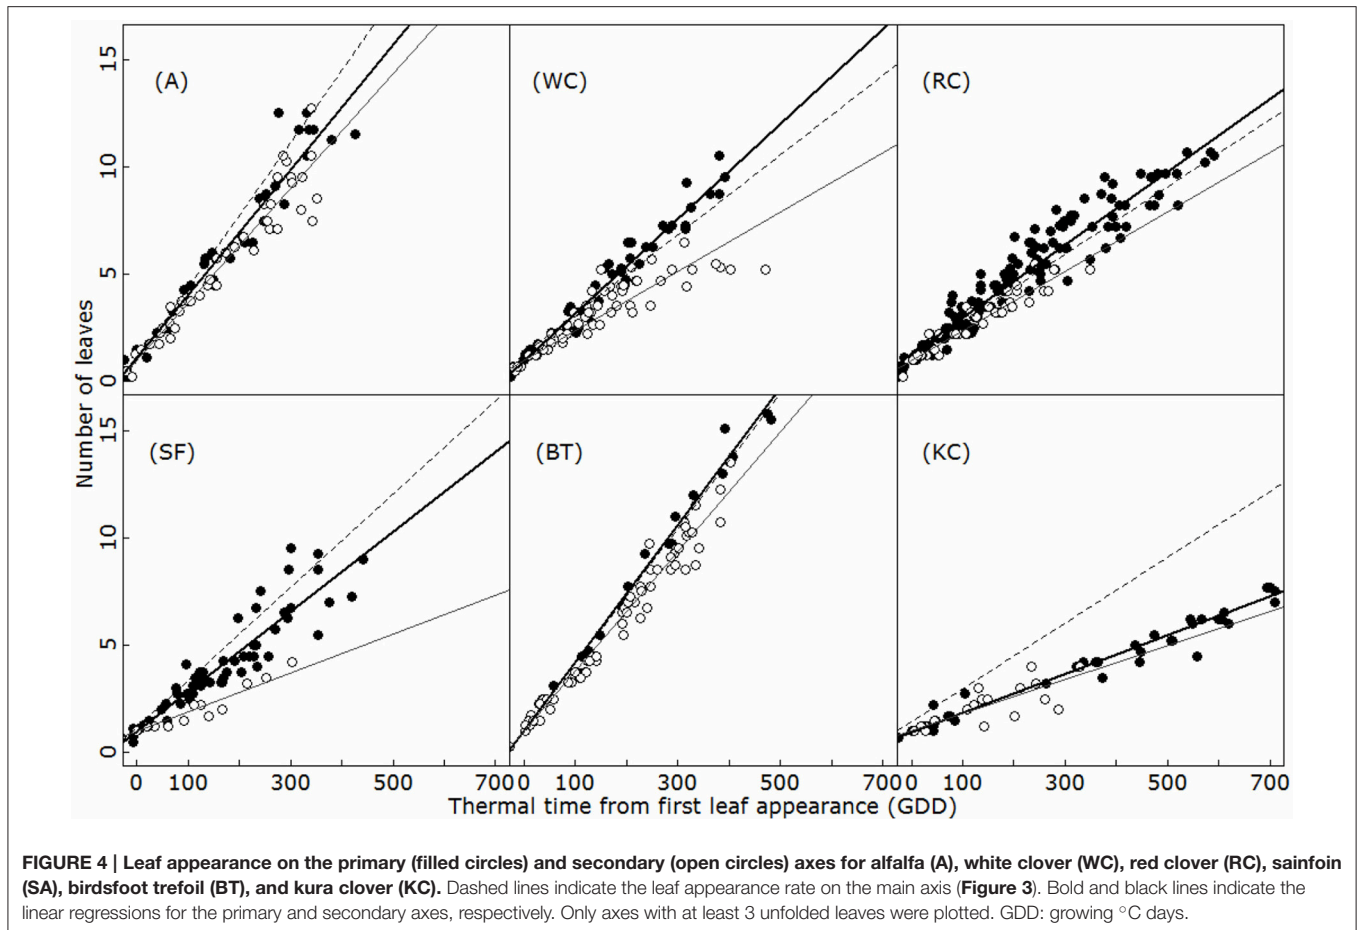 15
10
5
0
(A)
(WC)
(RC)
Number of leaves
15
10
5
0
(SF)
(BT)
(KC)
0 100 300 500 700 0 100 300 500 700 0 100 300 500 700
Thermal time from first leaf appearance (GDD)
FIGURE 4 | Leaf appearance on the primary (filled circles) and secondary (open circles) axes for alfalfa (A), white clover (WC), red clover (RC), sainfoin
(SA), birdsfoot trefoil (BT), and kura clover (KC). Dashed lines indicate the leaf appearance rate on the main axis (Figure 3). Bold and black lines indicate the
linear regressions for the primary and secondary axes, respectively. Only axes with at least 3 unfolded leaves were plotted. GDD: growing °C days.